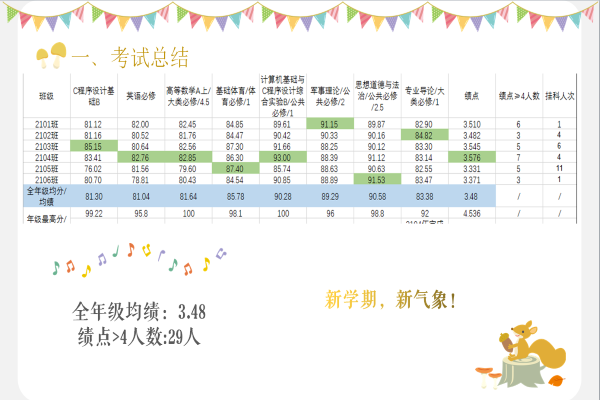 一、考试总结
班级 C程序设计基础B 英语必修 高等数学A上/大类必修/4.5 基础体育/体育必修/1 计算机基础与C程序设计综合实验B/公共必修/1 军事理论/公共必修/2 思想道德与法治/公共必修/2.5 专业导论/大类必修/1 绩点 绩点≥4人数 挂科人次
2101班 81.12 82.00 82.45 84.85 89.61 91.15 89.87 82.90 3.510 6 1
2102班 81.16 80.52 81.76 84.47 90.42 90.33 90.16 84.82 3.482 3 4
2103班 85.15 80.64 82.56 87.30 91.66 88.25 90.12 83.30 3.545 5 6
2104班 83.41 82.76 82.85 86.30 93.00 88.39 91.12 83.14 3.576 7 4
2105班 76.02 81.56 79.60 87.40 85.74 88.63 90.63 82.55 3.331 5 11
2106班 80.70 78.81 80.43 84.54 90.85 88.89 91.53 83.47 3.371 3 1
全年级均分/均绩 81.30 81.04 81.64 85.78 90.28 89.29 90.58 83.38 3.48 / /
年级最高分/ 99.22 95.8 100 98.1 100 96 98.8 92 4.536 / /
新学期，新气象！
全年级均绩：3.48
绩点>4人数:29人